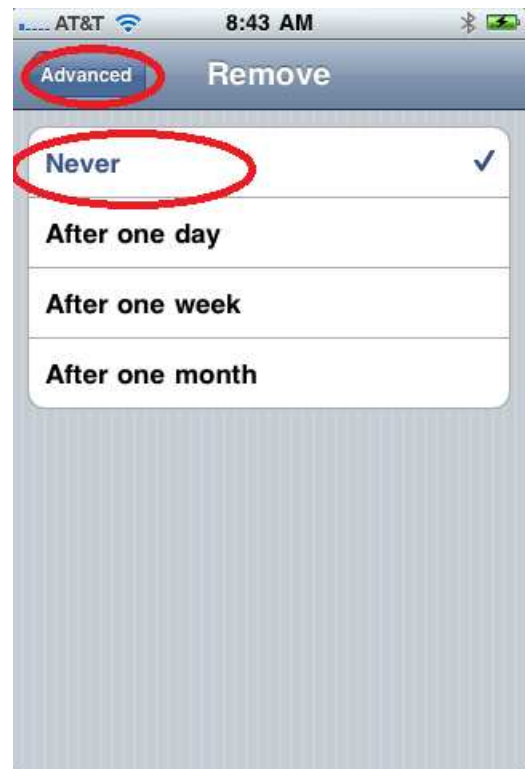 AT&T 8:43 AM
Advanced Remove
Never
After one day
After one week
After one month